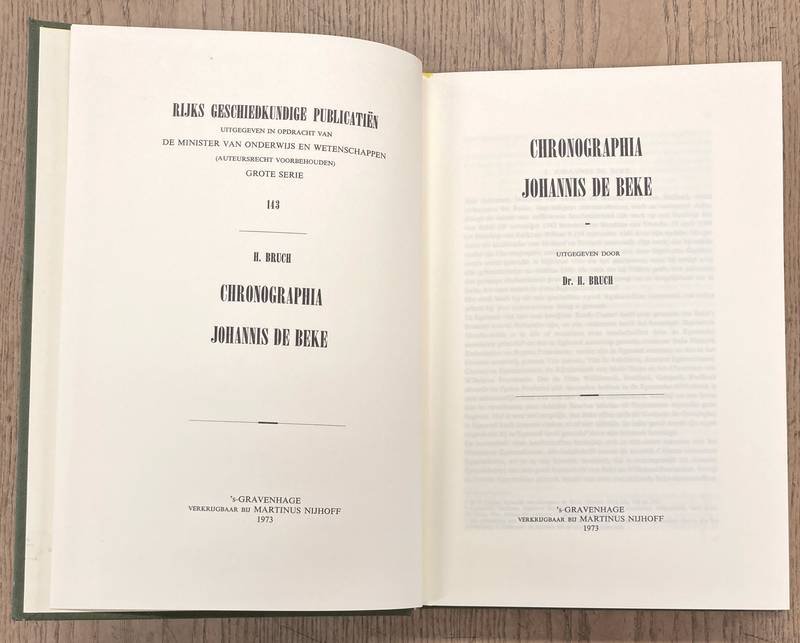 RIJKS GESCHIEDKUNDIGE PUBLICATIËN
UITGEGEVEN IN OPDRACHT VAN
DE MINISTER VAN ONDERWIJS EN WETENSCHAPPEN
(AUTEURSRECHT VOORBEHOUDEN)
GROTE SERIE
143
H. BRUCH
CHRONOGRAPHIA
JOHANNIS DE BEKE
's-GRAVENHAGE
VERKRIJGBAAR BIJ MARTINUS NIJHOFF
1973
CHRONOGRAPHIA
JOHANNIS DE BEKE
UITGEGEVEN DOOR
Dr. H. BRUCH
's-GRAVENHAGE
VERKRIJGBAAR BIJ MARTINUS NIJHOFF
1973